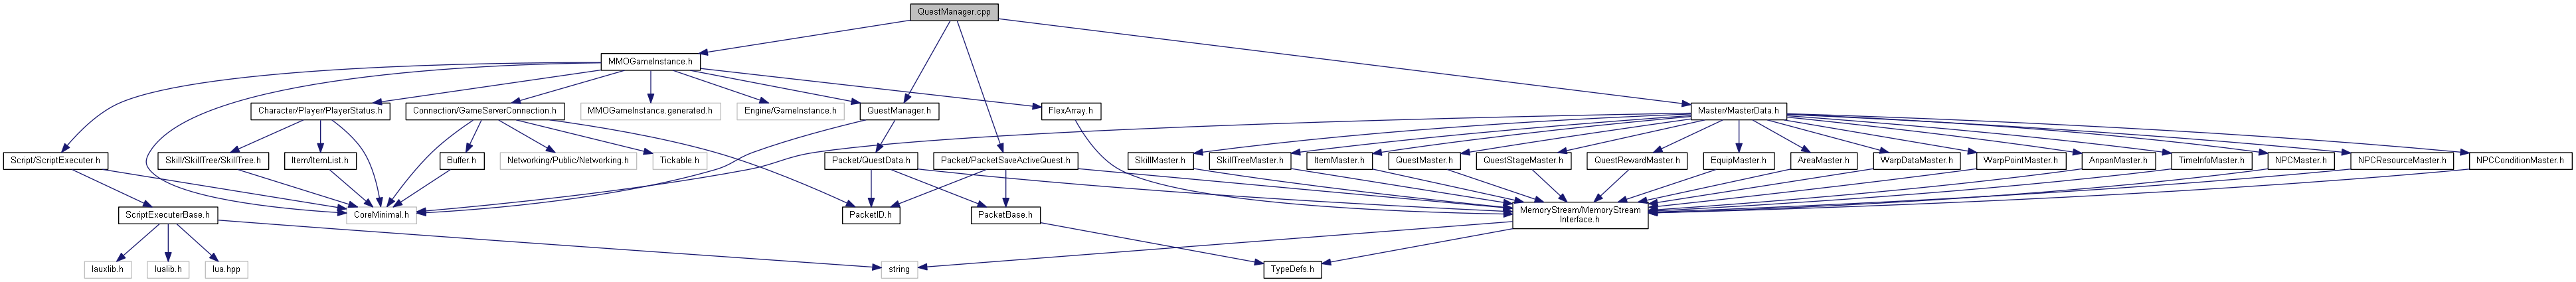 QuestManager.cpp
MMOGameInstance.h
Character/Player/PlayerStatus.h
Connection/GameServerConnection.h
MMOGameInstance.generated.h
Engine/GameInstance.h
QuestManager.h
FlexArray.h
Master/MasterData.h
Script/ScriptExecuter.h
Skill/SkillTree/SkillTree.h
Item/ItemList.h
Buffer.h
Networking/Public/Networking.h
Tickable.h
Packet/QuestData.h
Packet/PacketSaveActiveQuest.h
SkillMaster.h
SkillTreeMaster.h
ItemMaster.h
QuestMaster.h
QuestStageMaster.h
QuestRewardMaster.h
EquipMaster.h
AreaMaster.h
WarpDataMaster.h
WarpPointMaster.h
AnpanMaster.h
TimeInfoMaster.h
NPCMaster.h
NPCResourceMaster.h
NPCConditionMaster.h
ScriptExecuterBase.h
CoreMinimal.h
PacketID.h
PacketBase.h
MemoryStream/MemoryStream
Interface.h
lauxlib.h
lualib.h
lua.hpp
string
TypeDefs.h